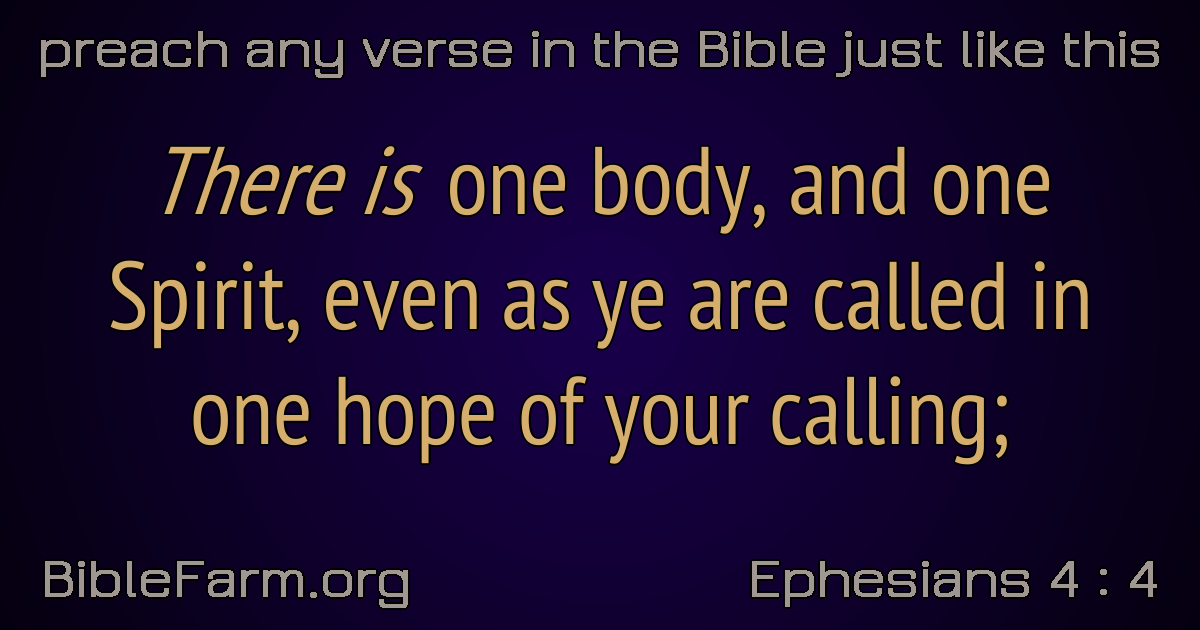 preach any verse in the Bible just like this
There is one body, and one
Spirit, even as ye are called in
one hope of your calling;
BibleFarm.org
Ephesians 4 : 4